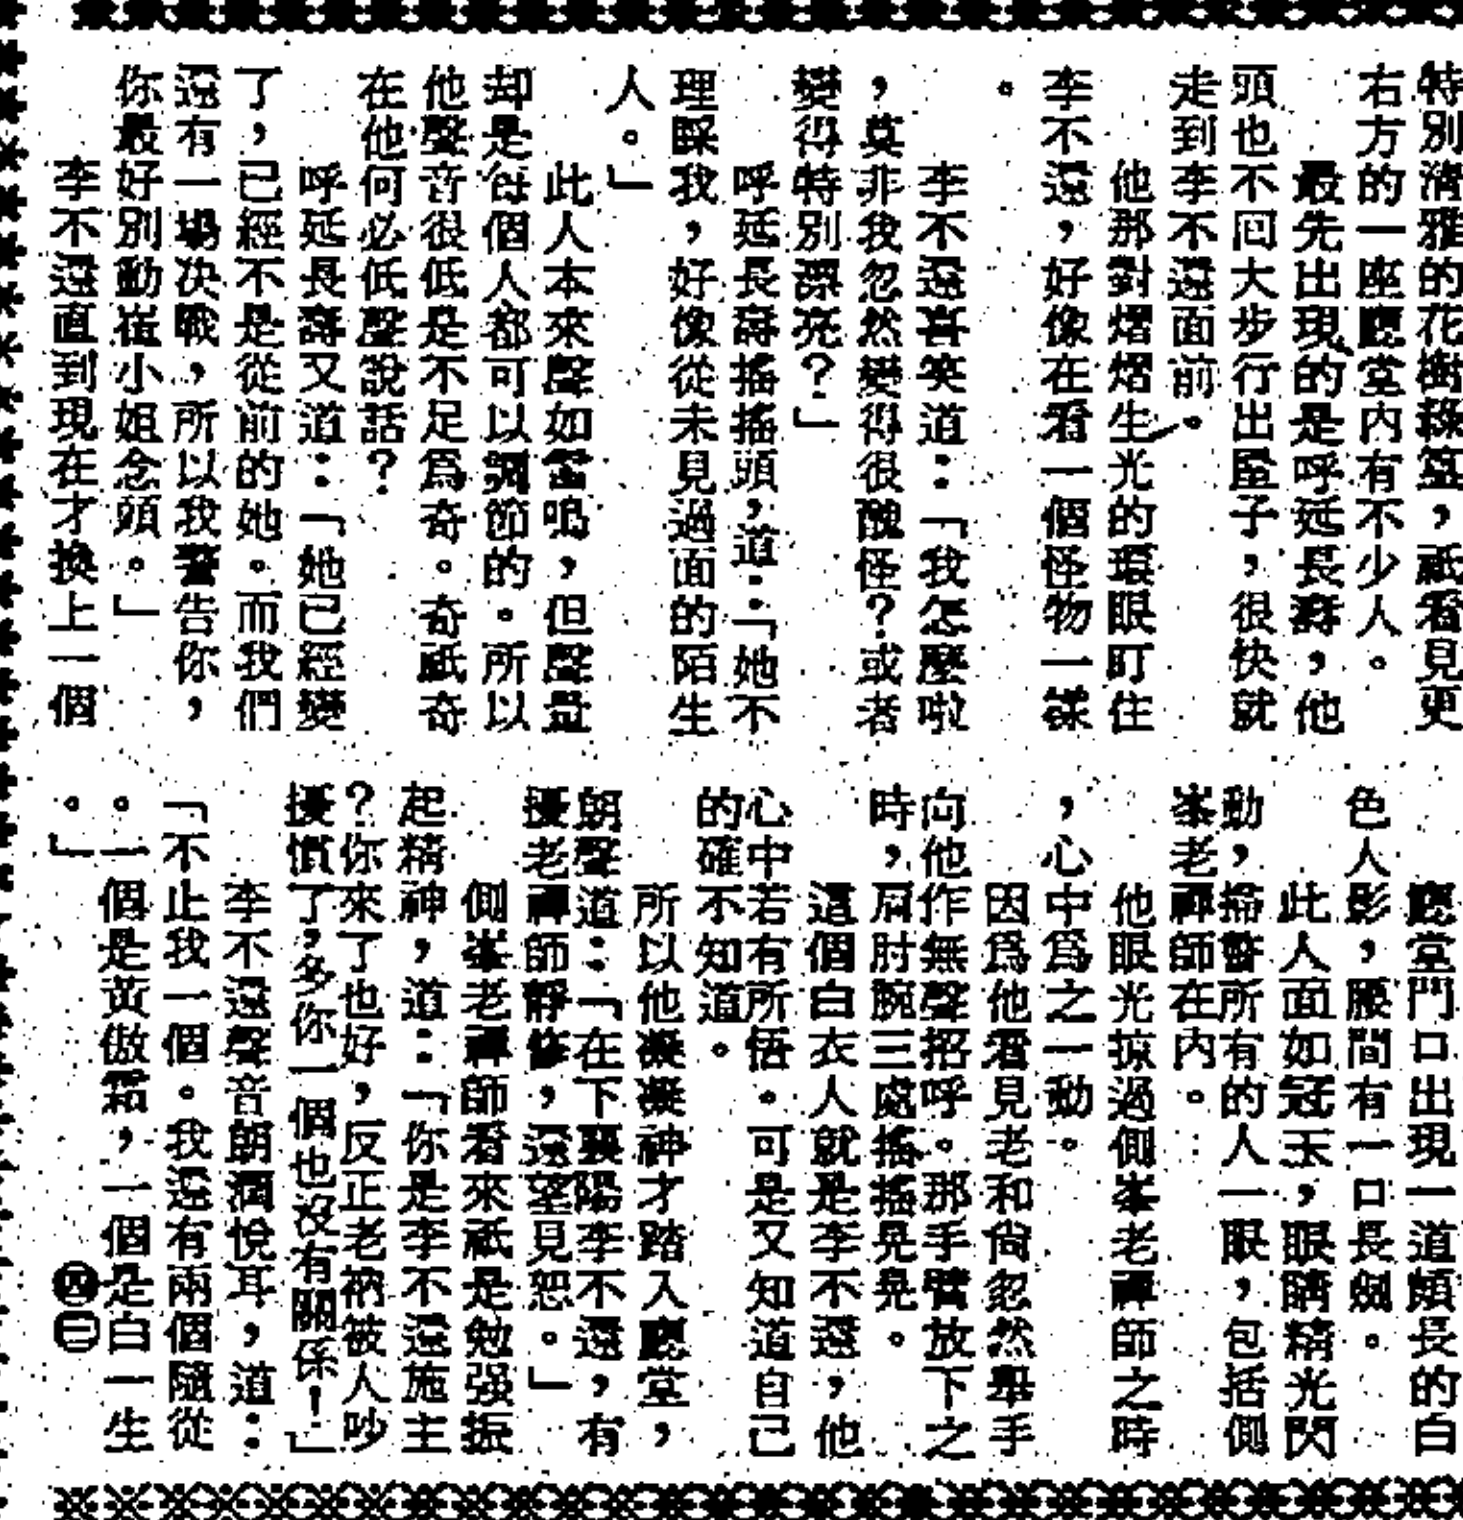 特別清雅的花樹綠籬，祇看見更
右方的一座廳堂內有不少人。
最先出現的是呼延長壽，他
頭也不回大步行出屋子，很快就
走到李不還面前。
他那對熠熠生光的環眼盯住
李不還，好像在看一個怪物一樣
。
李不還喜笑道：「我怎麼啦
，莫非我忽然變得很醜怪？或者
變得特別漂亮？」
呼延長壽搖搖頭，道：「她不
理睬我，好像從未見過面的陌生
人。」
此人本來聲如雷鳴，但聲量
却是每個人都可以調節的。所以
他聲音很低是不足爲奇。奇祇奇
在他何必低聲說話？
呼延長壽又道：「她已經變
了，已經不是從前的她。而我們
還有一場决戰，所以我警告你，
你最好別動崔小姐念頭。」
李不還直到現在才換上一個
廳堂門口出現一道頎長的白
色人影，腰間有一口長劍。
此人面如冠玉，眼睛精光閃
動，掃瞥所有的人一眼，包括側
峯老禪師在內。
他眼光掠過側峯老禪師之時
，心中爲之一動。
因爲他看見老和尙忽然舉手
向他作無聲招呼。那手臂放下之
時，肩肘腕三處搖搖晃晃。
這個白衣人就是李不還，他
心中若有所悟。可是又知道自己
的確不知道。
所以他凝凝神才踏入廳堂，
朗聲道：「在下襄陽李不還，有
擾老禪師靜修，還望見恕。」
側峯老禪師看來祇是勉强振
起精神，道：「你是李不還施主
？你來了也好，反正老衲被人吵
擾慣了，多你一個也沒有關係！」
李不還聲音朗潤悅耳，道：
「不止我一個。我還有兩個隨從
。一個是黃傲霜，一個是白一生
。」
㊃㊂